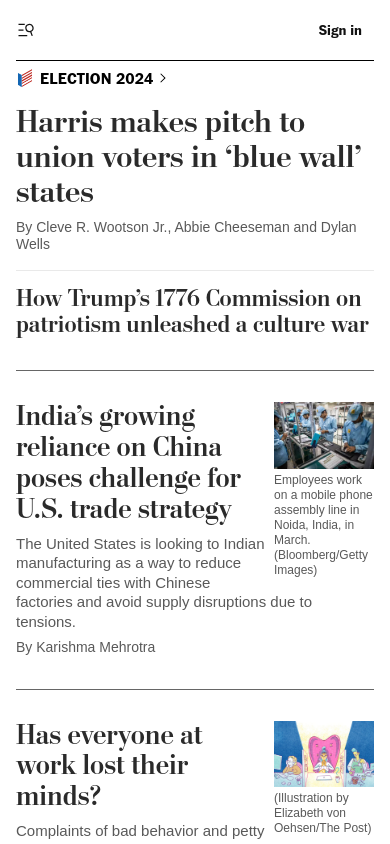 Sign in
ELECTION 2024
Harris makes pitch to
union voters in ‘blue wall’
states
By Cleve R. Wootson Jr., Abbie Cheeseman and Dylan
Wells
How Trump’s 1776 Commission on
patriotism unleashed a culture war
India’s growing
reliance on China
poses challenge for
U.S. trade strategy
The United States is looking to Indian
manufacturing as a way to reduce
commercial ties with Chinese
factories and avoid supply disruptions due to
tensions.
By Karishma Mehrotra
Employees work
on a mobile phone
assembly line in
Noida, India, in
March.
(Bloomberg/Getty
Images)
Has everyone at
work lost their
minds?
Complaints of bad behavior and petty
(Illustration by
Elizabeth von
Oehsen/The Post)